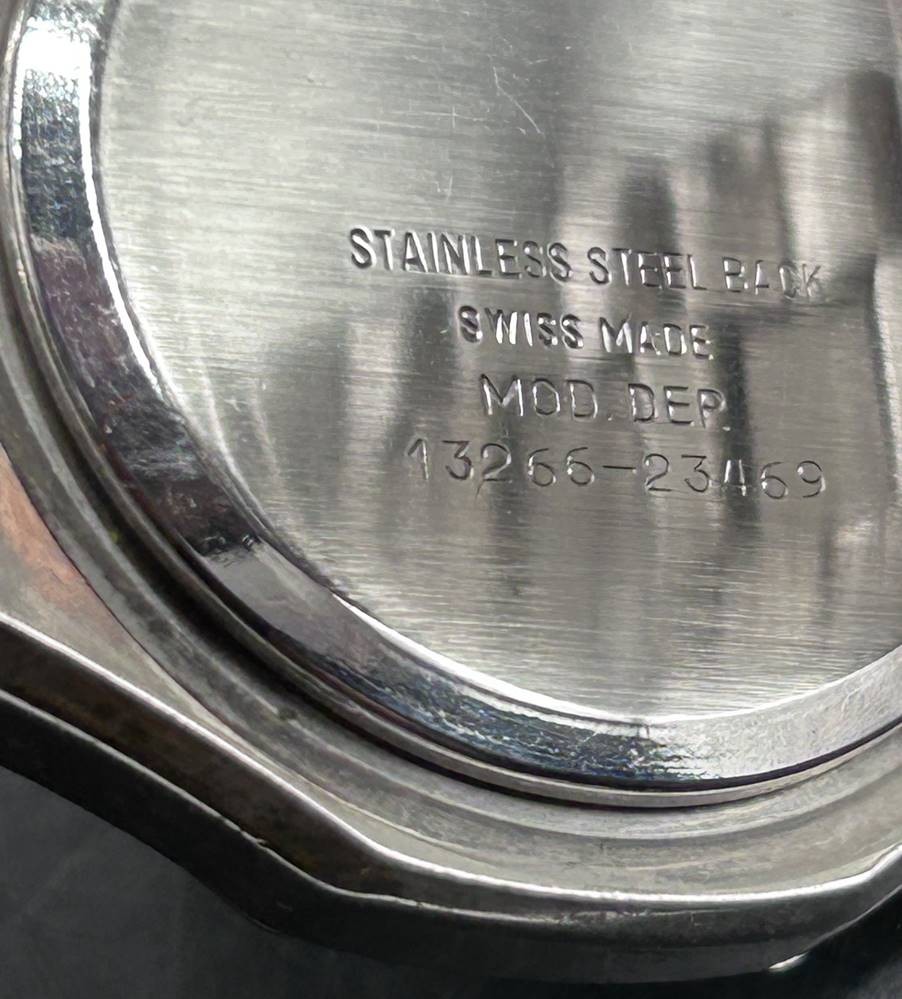 STAINLESS STEEL BACK
SWISS MADE
MOD. DEP.
13266-23469